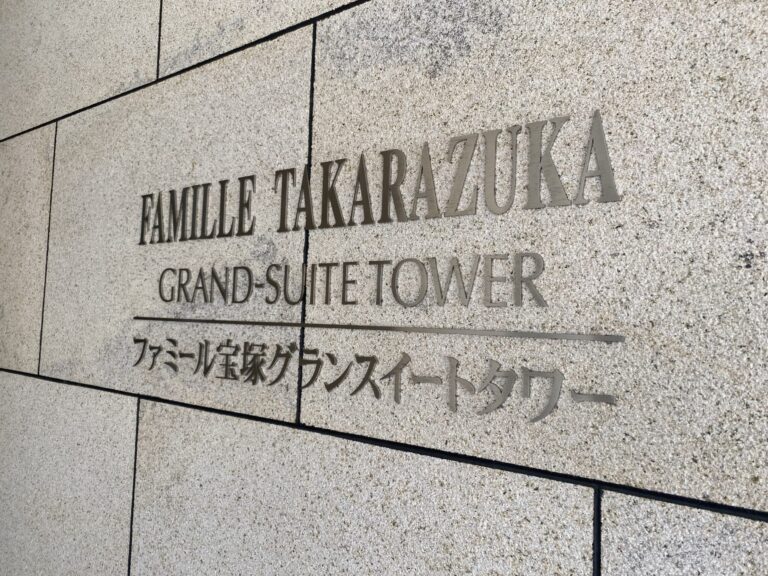 FAMILLE TAKARAZUKA
GRAND-SUITE TOWER
ファミール宝塚グランスイートタワー